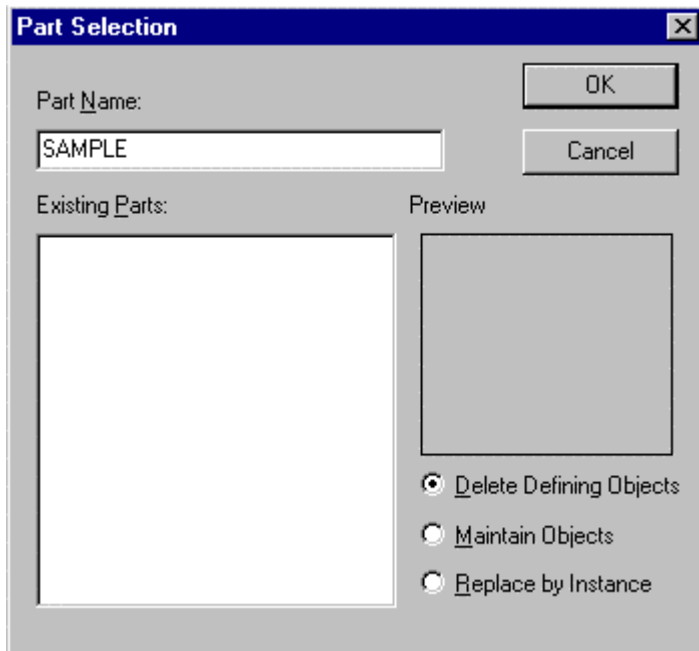 Part Selection
OK
Part Name:
SAMPLE
Cancel
Existing Parts:
Preview
Delete Defining Objects
Maintain Objects
Replace by Instance